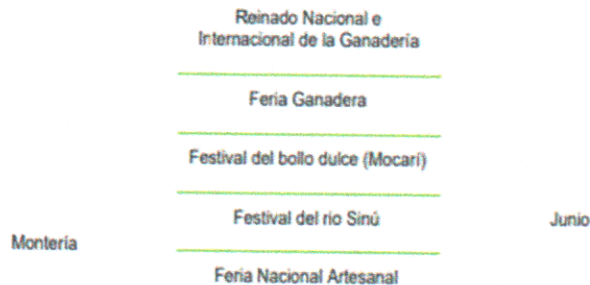 Reinado Nacional e
Internacional de la Ganadería
Feria Ganadera
Festival del bollo dulce (Mocarí)
Festival del rio Sinú
Junio
Montería
Feria Nacional Artesanal